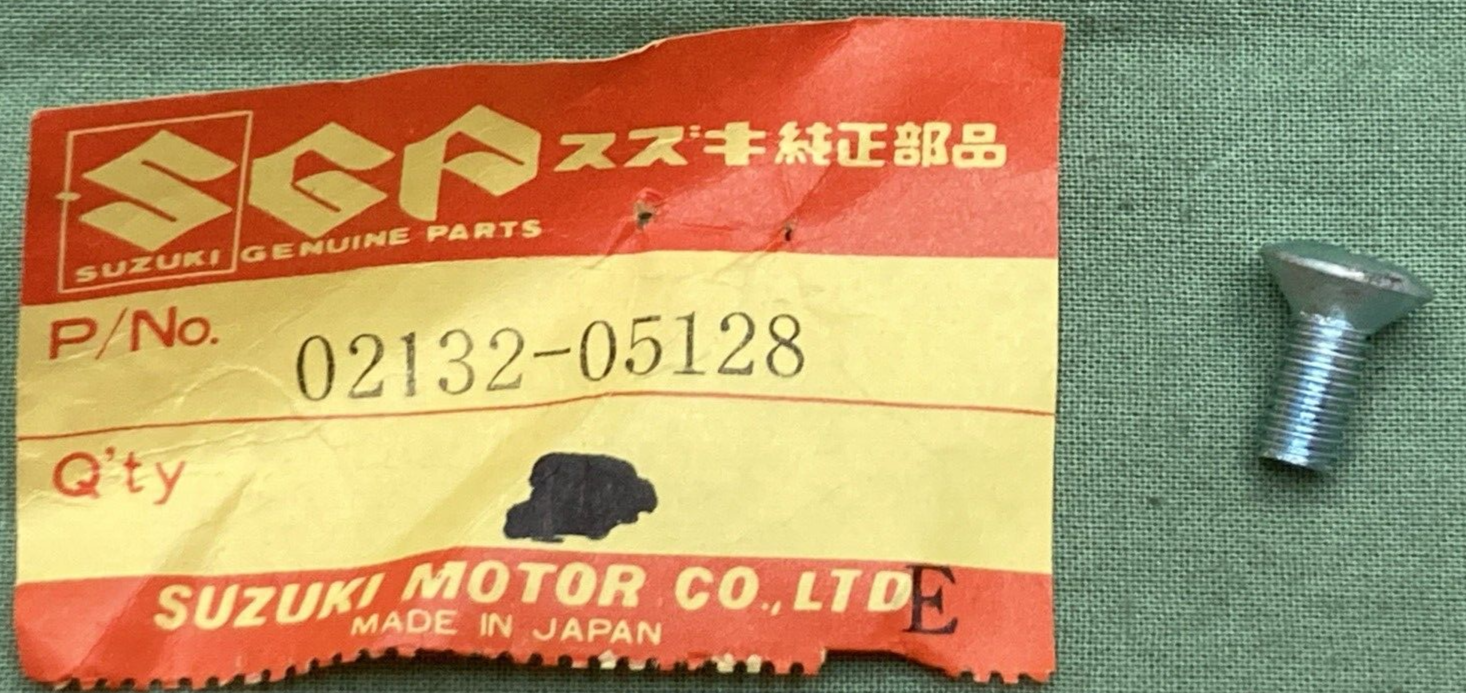 SGP スズキ純正部品
SUZUKI GENUINE PARTS
P/No. 02132-05128
Q'ty
SUZUKI MOTOR CO.,LTD E
MADE IN JAPAN